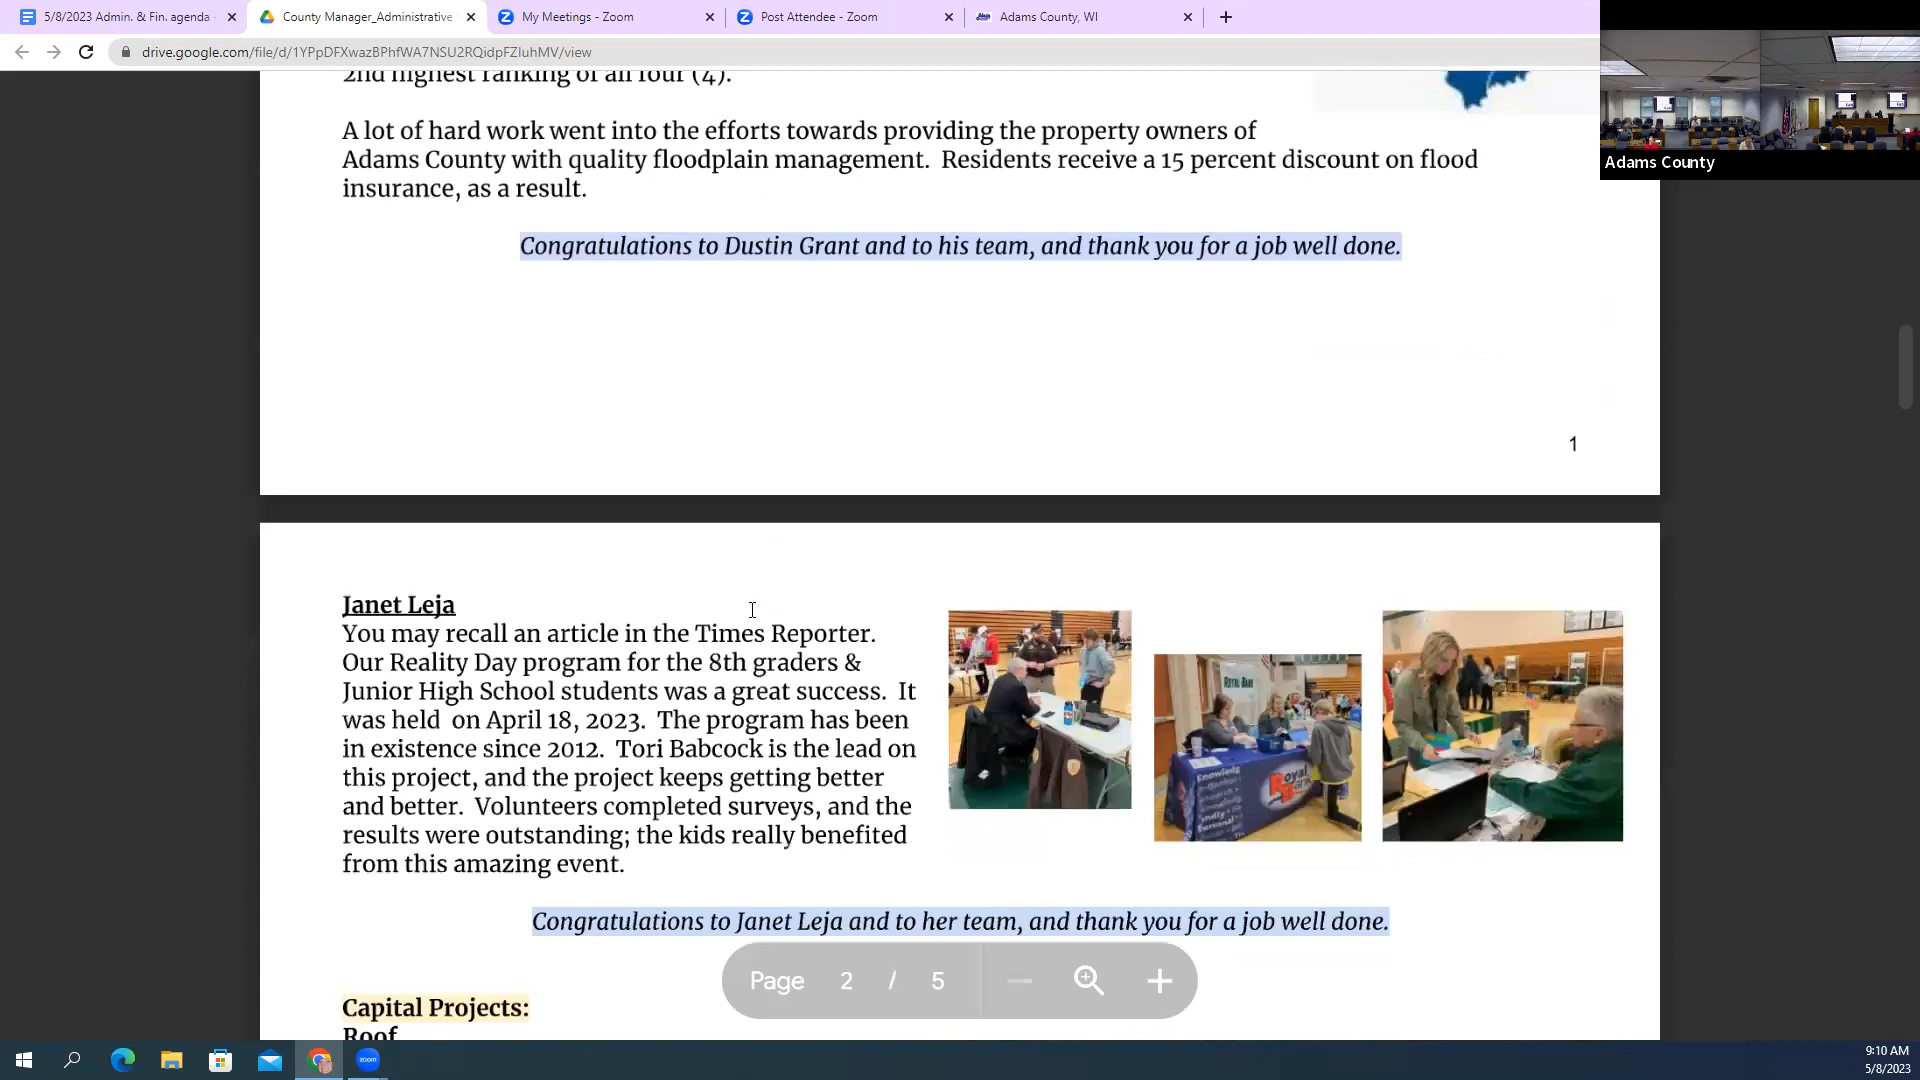 5/8/2023 Admin. & Fin. agenda
County Manager_Administrative
My Meetings - Zoom
Post Attendee - Zoom
Adams County, WI
drive.google.com/file/d/1YPpDFXwazBPhfWA7NSU2RQidpFZluhMV/view
Adams County
2nd highest ranking of all four (4).
A lot of hard work went into the efforts towards providing the property owners of
Adams County with quality floodplain management. Residents receive a 15 percent discount on flood
insurance, as a result.
Congratulations to Dustin Grant and to his team, and thank you for a job well done.
1
Janet Leja
You may recall an article in the Times Reporter.
Our Reality Day program for the 8th graders &
Junior High School students was a great success. It
was held on April 18, 2023. The program has been
in existence since 2012. Tori Babcock is the lead on
this project, and the project keeps getting better
and better. Volunteers completed surveys, and the
results were outstanding; the kids really benefited
from this amazing event.
Royal Bank
Royal
Congratulations to Janet Leja and to her team, and thank you for a job well done.
Page 2 / 5
Capital Projects:
Roof
zoom
9:10 AM
5/8/2023